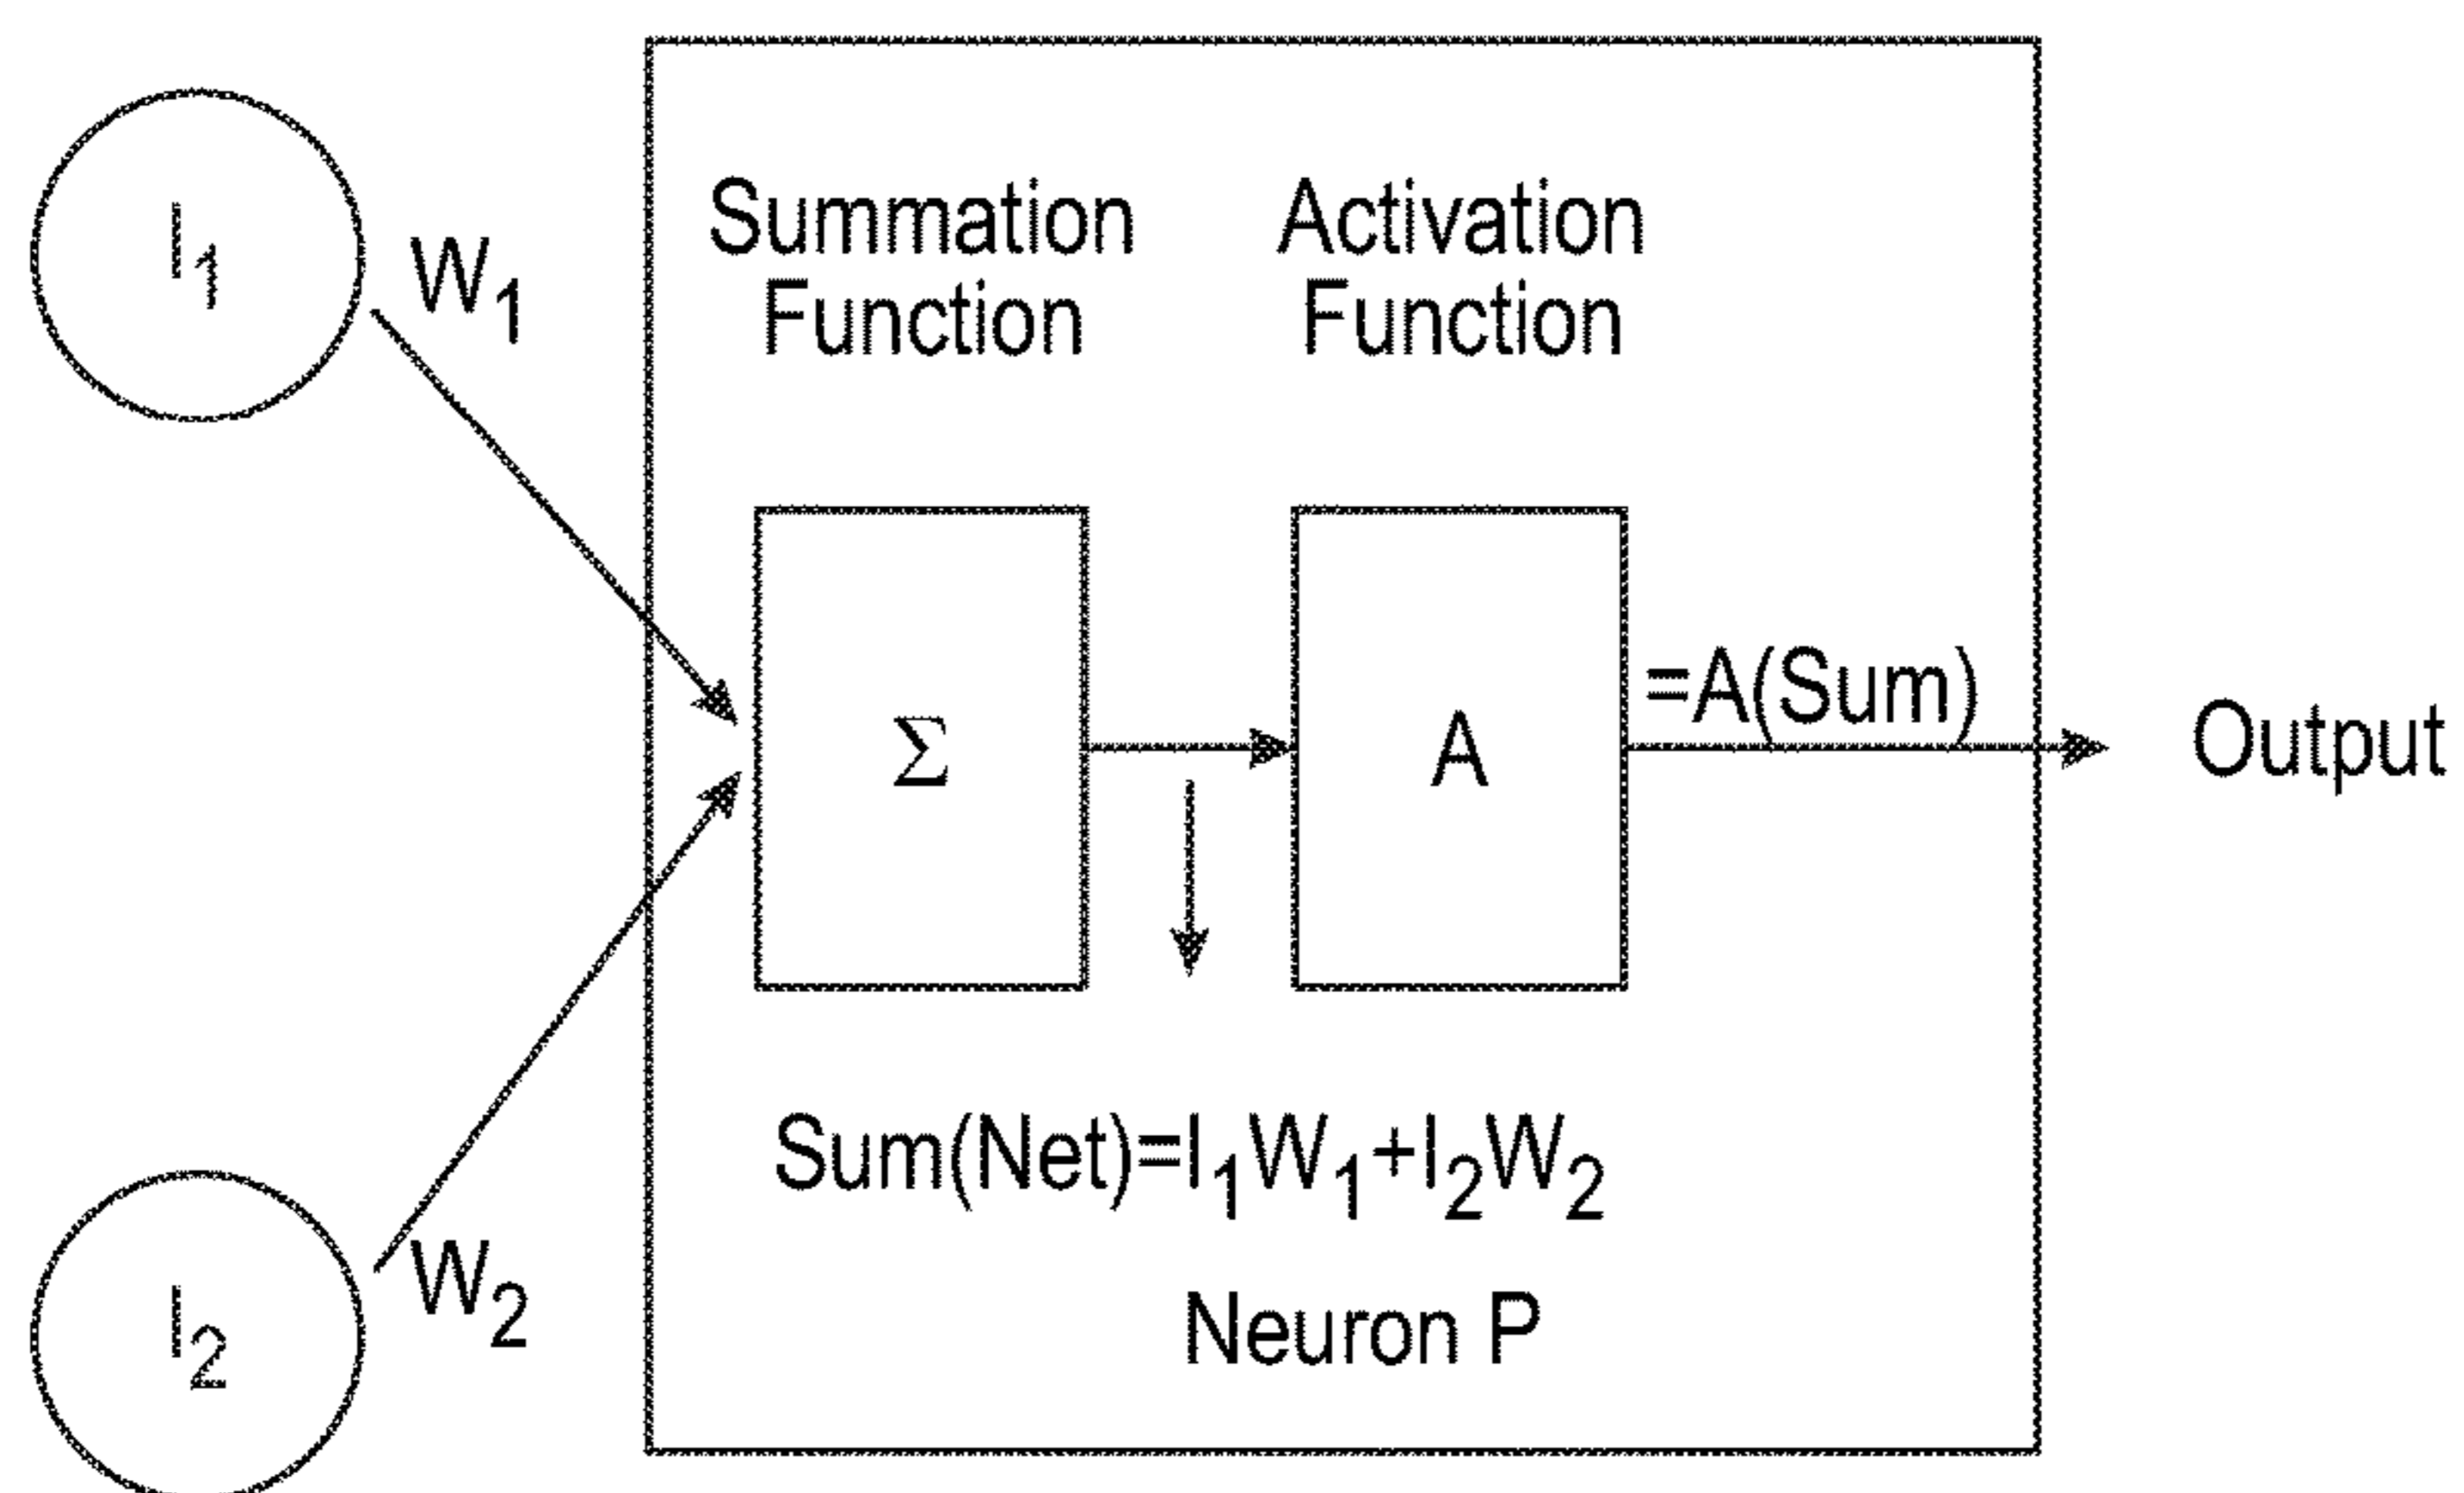 I1
W1
Summation
Function
Activation
Function
Σ
A
=A(Sum)
Output
Sum(Net)=I1W1+I2W2
I2
W2
Neuron P